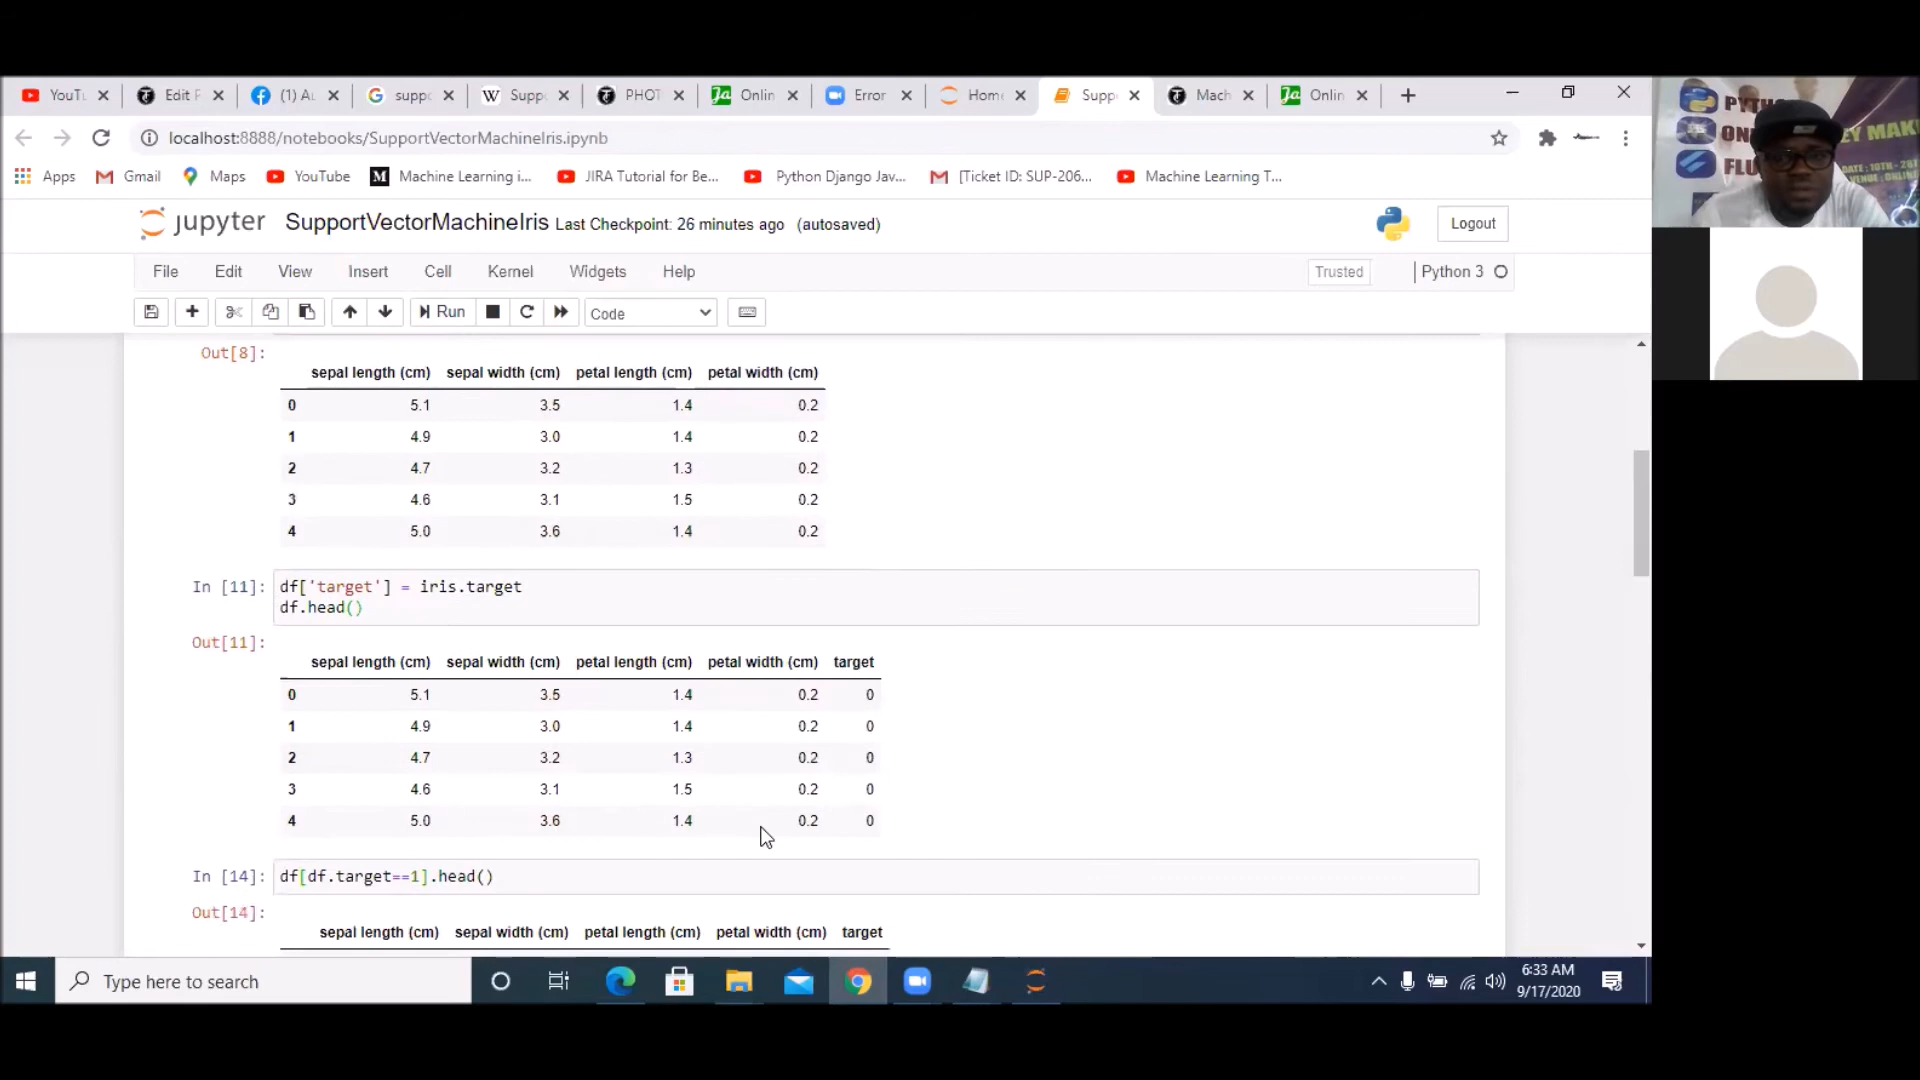 YouTu
Edit P
(1) Au
suppo
Supp
PHOT
Onlin
Error
Home
Suppo
Mach
Onlin
localhost:8888/notebooks/SupportVectorMachineIris.ipynb
Apps Gmail Maps YouTube Machine Learning i... JIRA Tutorial for Be... Python Django Jav... [Ticket ID: SUP-206... Machine Learning T...
jupyter SupportVectorMachineIris Last Checkpoint: 26 minutes ago (autosaved) Logout
File Edit View Insert Cell Kernel Widgets Help Trusted Python 3
Run Code
Out[8]:
sepal length (cm) sepal width (cm) petal length (cm) petal width (cm)
0 5.1 3.5 1.4 0.2
1 4.9 3.0 1.4 0.2
2 4.7 3.2 1.3 0.2
3 4.6 3.1 1.5 0.2
4 5.0 3.6 1.4 0.2
In [11]: df['target'] = iris.target
df.head()
Out[11]:
sepal length (cm) sepal width (cm) petal length (cm) petal width (cm) target
0 5.1 3.5 1.4 0.2 0
1 4.9 3.0 1.4 0.2 0
2 4.7 3.2 1.3 0.2 0
3 4.6 3.1 1.5 0.2 0
4 5.0 3.6 1.4 0.2 0
In [14]: df[df.target==1].head()
Out[14]:
sepal length (cm) sepal width (cm) petal length (cm) petal width (cm) target
Type here to search
6:33 AM
9/17/2020